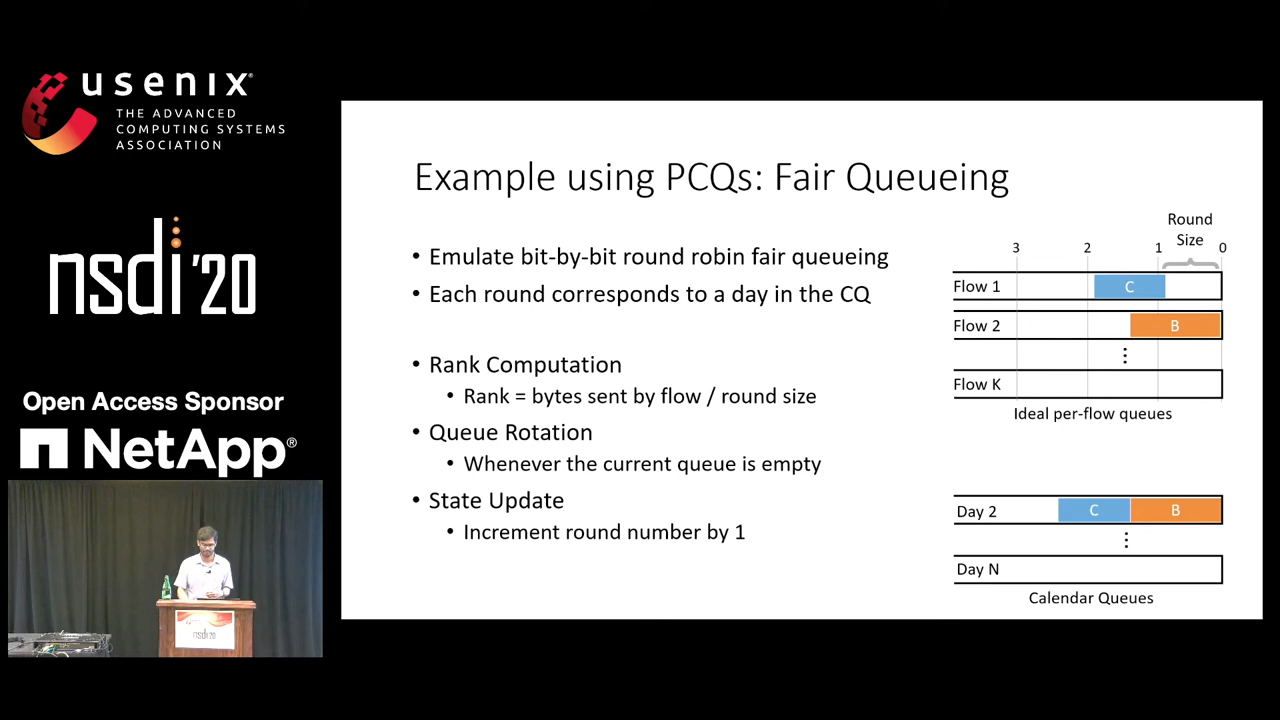 usenix®
THE ADVANCED
COMPUTING SYSTEMS
ASSOCIATION
nsdi '20
Open Access Sponsor
NetApp®
nsdi '20
Example using PCQs: Fair Queueing
• Emulate bit-by-bit round robin fair queueing
• Each round corresponds to a day in the CQ
• Rank Computation
• Rank = bytes sent by flow / round size
• Queue Rotation
• Whenever the current queue is empty
• State Update
• Increment round number by 1
Round
Size
3 2 1 0
Flow 1 C
Flow 2 B
⋮
Flow K
Ideal per-flow queues
Day 2 C B
⋮
Day N
Calendar Queues